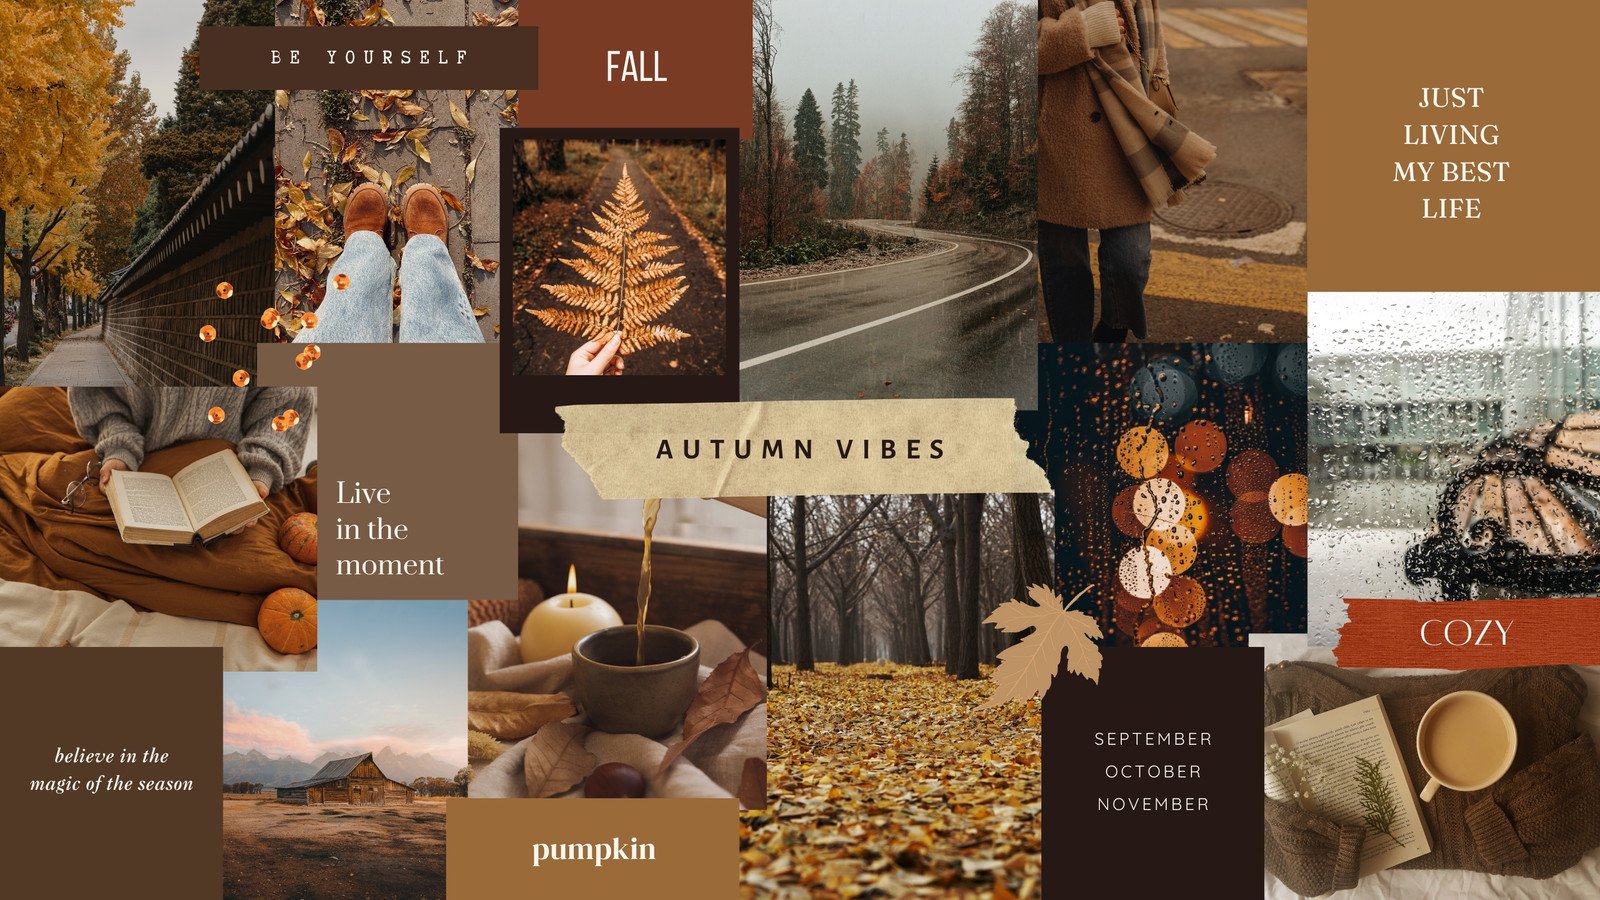 BE YOURSELF
FALL
JUST
LIVING
MY BEST
LIFE
AUTUMN VIBES
Live
in the
moment
COZY
believe in the
magic of the season
SEPTEMBER
OCTOBER
NOVEMBER
pumpkin